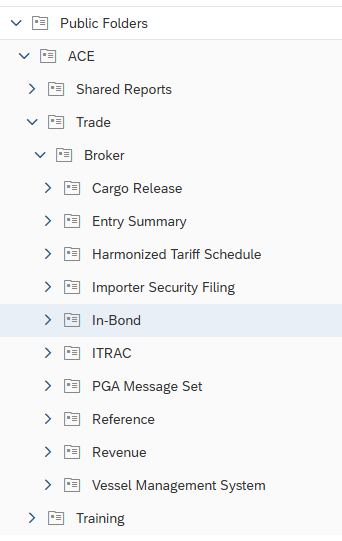 Public Folders
ACE
Shared Reports
Trade
Broker
Cargo Release
Entry Summary
Harmonized Tariff Schedule
Importer Security Filing
In-Bond
ITRAC
PGA Message Set
Reference
Revenue
Vessel Management System
Training